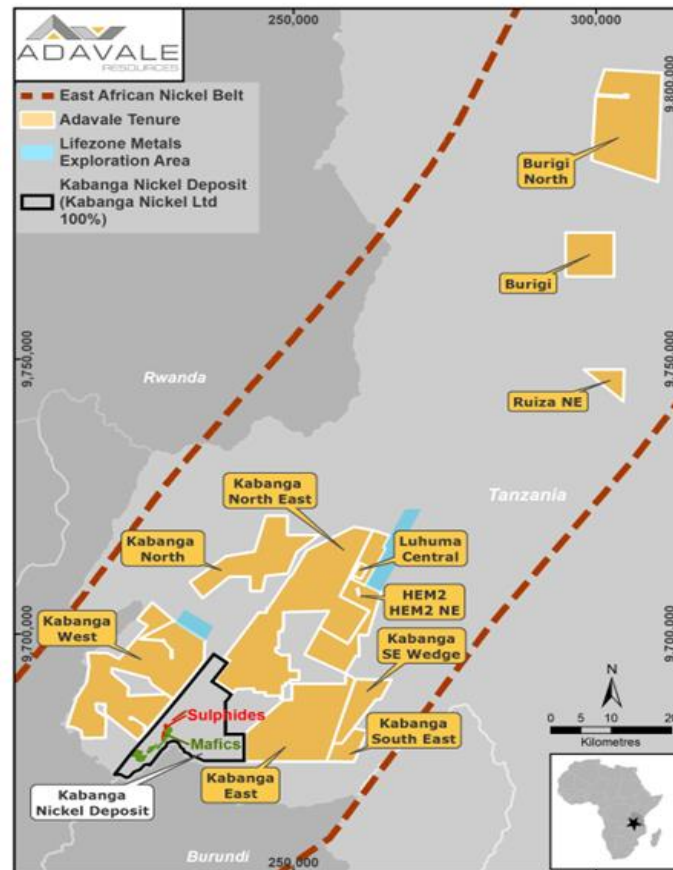 250,000
300,000
ADAVALE
RESOURCES
East African Nickel Belt
Adavale Tenure
Lifezone Metals
Exploration Area
Kabanga Nickel Deposit
(Kabanga Nickel Ltd
100%)
9,800,000
Burigi
North
Burigi
9,750,000
9,750,000
Rwanda
Ruiza NE
Tanzania
Kabanga
North East
Kabanga
North
Luhuma
Central
HEM2
HEM2 NE
Kabanga
West
Kabanga
SE Wedge
9,700,000
9,700,000
Sulphides
Mafics
Kabanga
South East
Kabanga
Nickel Deposit
Kabanga
East
N
0 10 20
Kilometres
Burundi
250,000